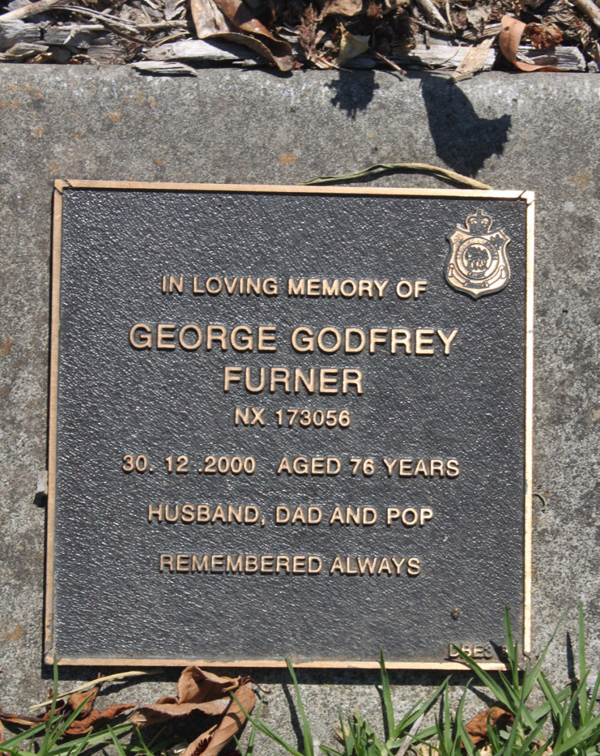 IN LOVING MEMORY OF
GEORGE GODFREY
FURNER
NX 173056
30. 12 .2000 AGED 76 YEARS
HUSBAND, DAD AND POP
REMEMBERED ALWAYS